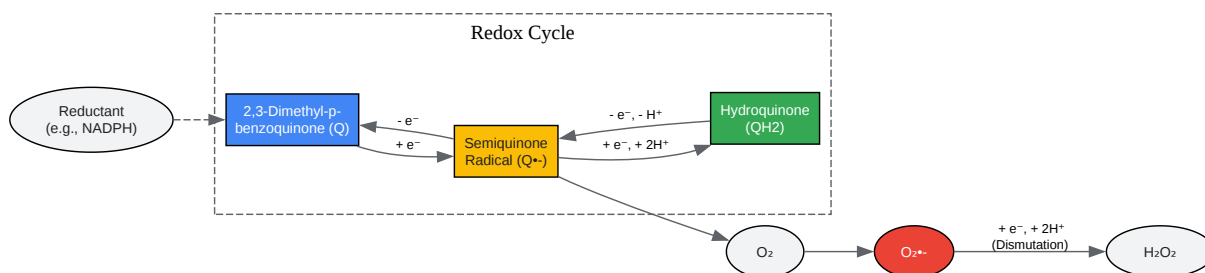 Redox Cycle
Reductant
(e.g., NADPH)
2,3-Dimethyl-p-
benzoquinone (Q)
- e⁻
+ e⁻
Semiquinone
Radical (Q•-)
- e⁻, - H⁺
+ e⁻, + 2H⁺
Hydroquinone
(QH2)
O₂
O₂•-
+ e⁻, + 2H⁺
(Dismutation)
H₂O₂